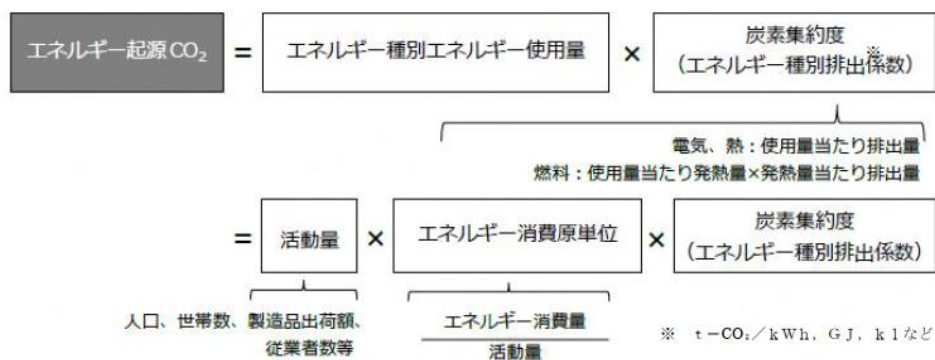 エネルギー起源CO₂ = エネルギー種別エネルギー使用量 × 炭素集約度
（エネルギー種別排出係数）※
電気、熱：使用量当たり排出量
燃料：使用量当たり発熱量×発熱量当たり排出量
= 活動量 × エネルギー消費原単位 × 炭素集約度
（エネルギー種別排出係数）
人口、世帯数、製造品出荷額、
従業者数等
エネルギー消費量
活動量
※ t－CO₂／kWh, GJ, klなど